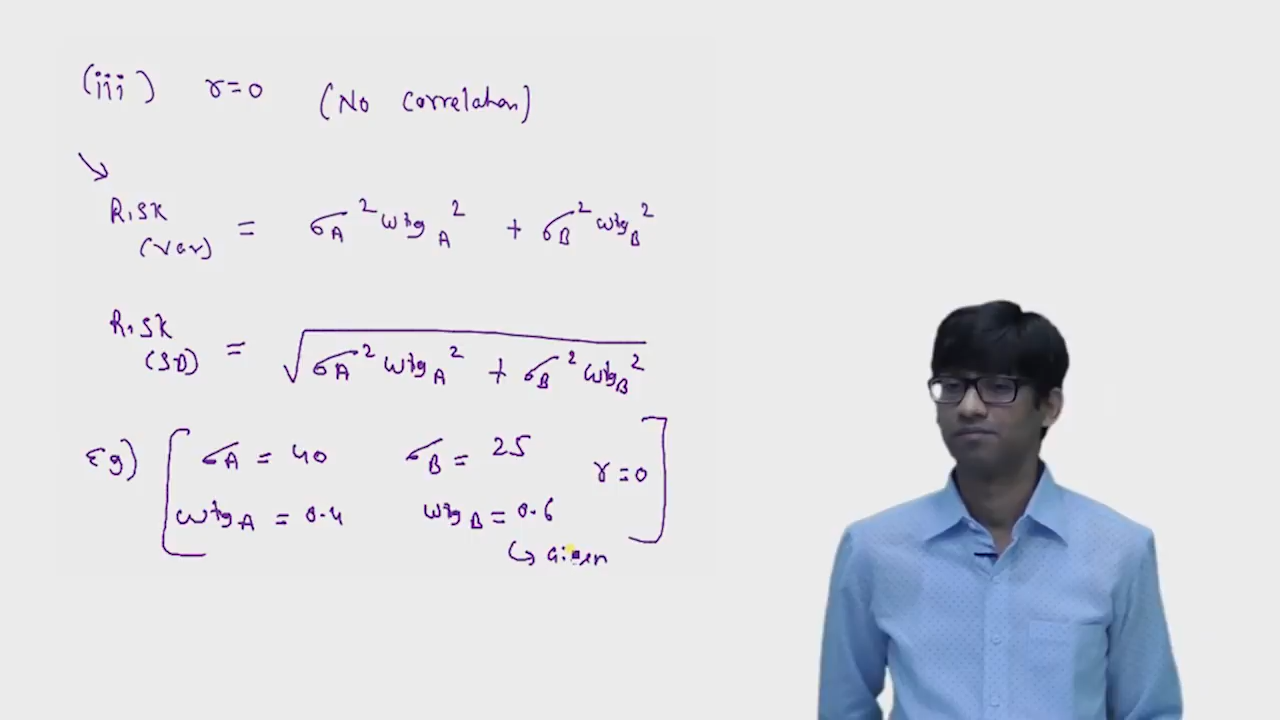 (iii) r=0 (No Correlation)
Risk (Var) = σA² wtgA² + σB² wtgB²
Risk (SD) = √σA² wtgA² + σB² wtgB²
Eg) σA = 40 σB = 25 r=0
wtgA = 0.4 wtgB = 0.6
↳ Given